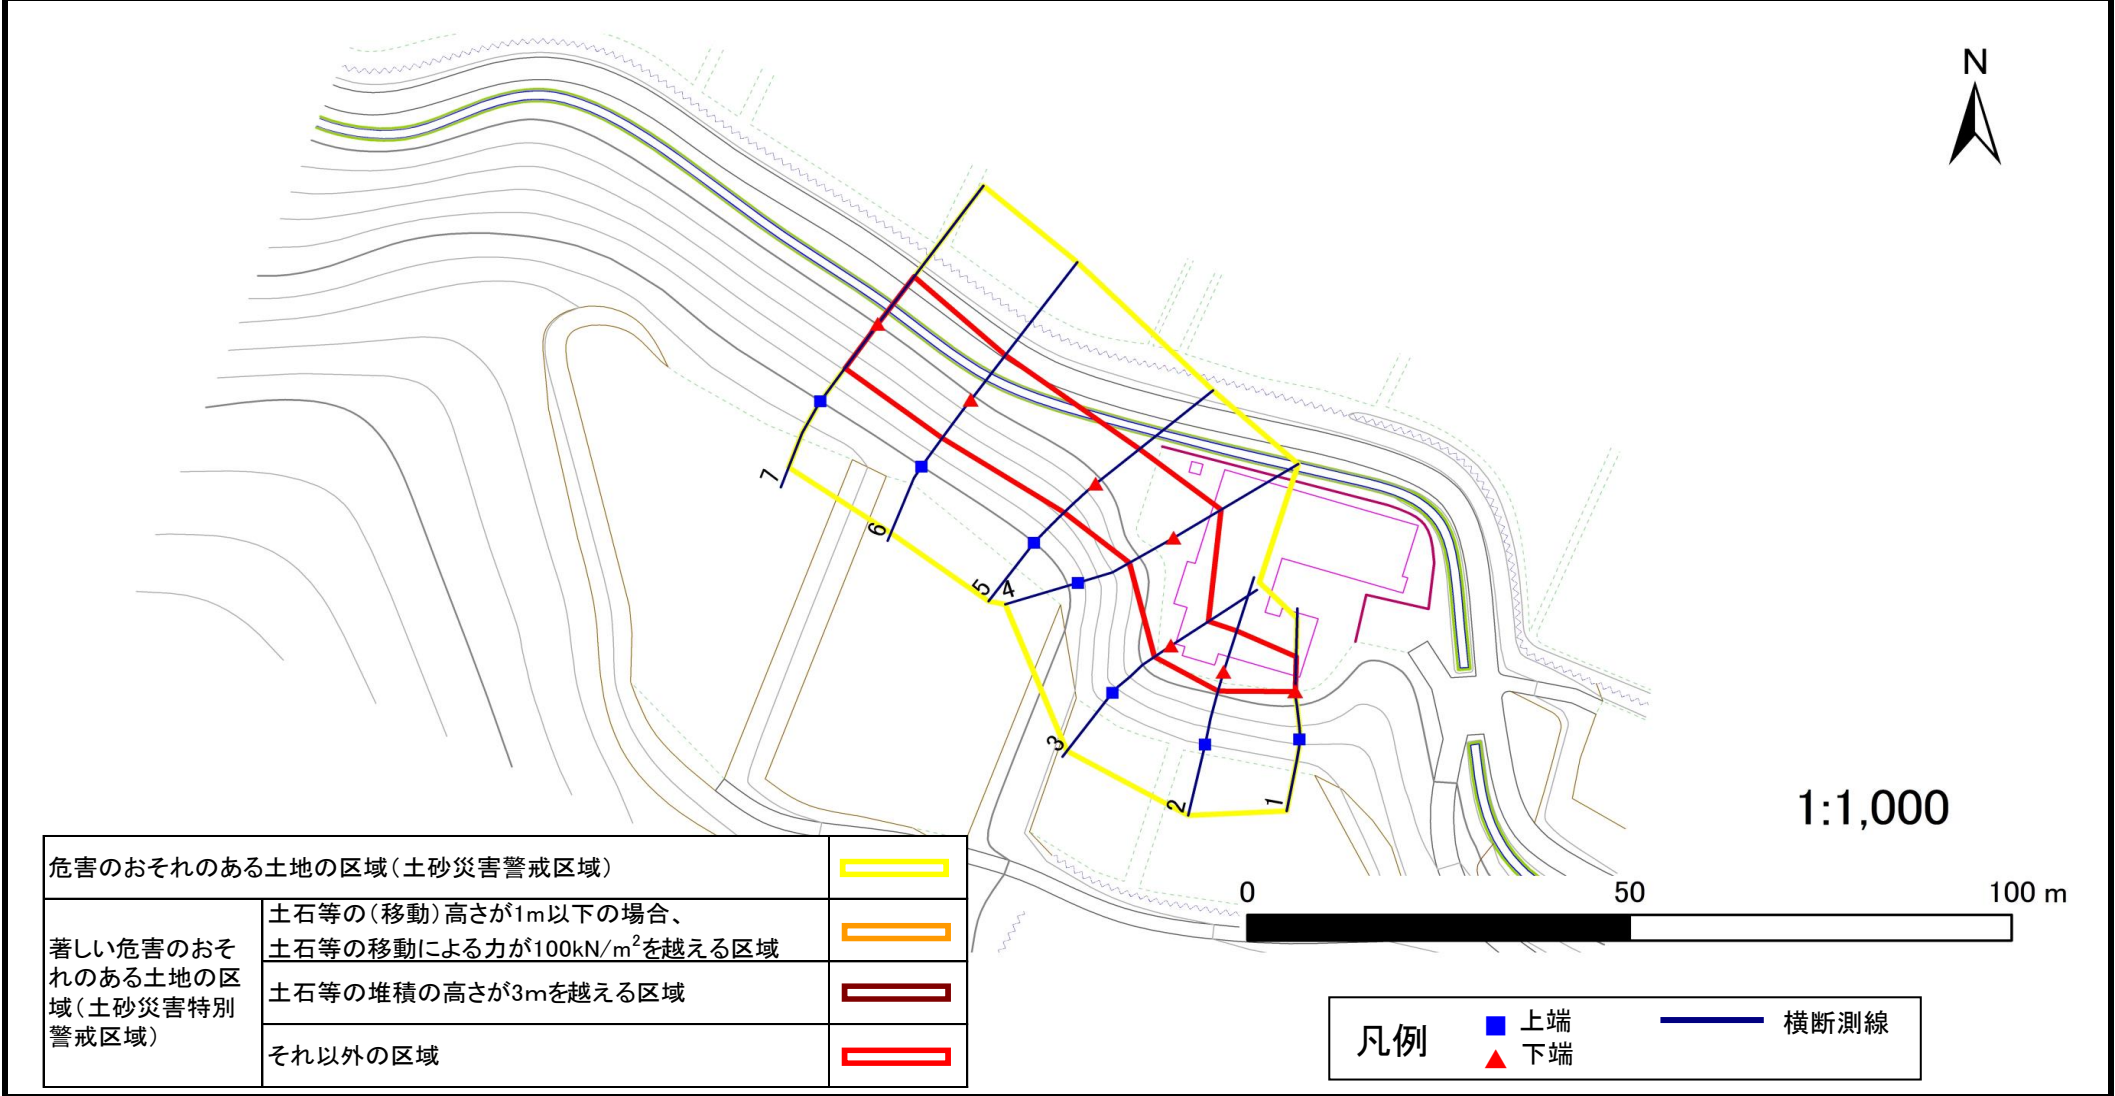 N
7
6
5
4
3
2
1
1:1,000
0 50 100 m
危害のおそれのある土地の区域（土砂災害警戒区域）
著しい危害のおそ
れのある土地の区
域（土砂災害特別
警戒区域）
土石等の（移動）高さが1m以下の場合、
土石等の移動による力が100kN/m²を越える区域
土石等の堆積の高さが3mを越える区域
それ以外の区域
凡例
上端
下端
横断測線